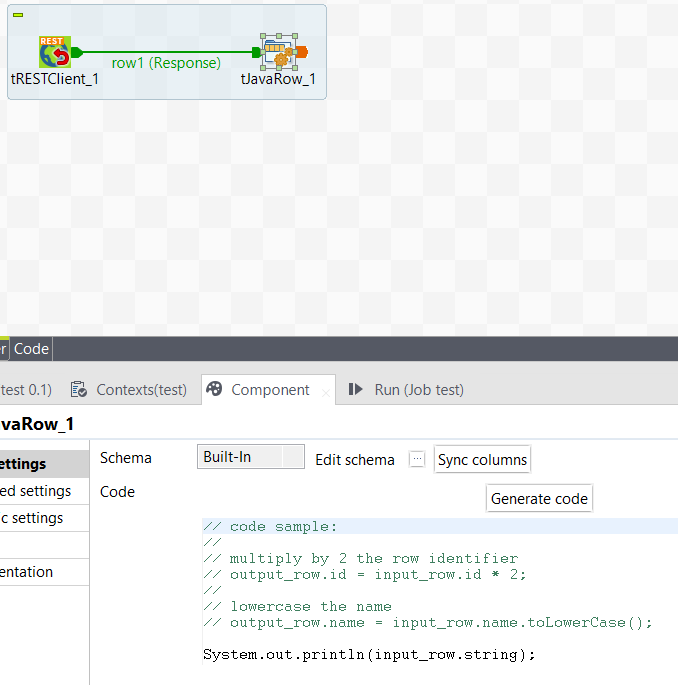 REST
tRESTClient_1
row1 (Response)
tJavaRow_1
er Code
test 0.1)
Contexts(test)
Component
Run (Job test)
avaRow_1
ettings
ed settings
c settings
entation
Schema
Built-In
Edit schema
...
Sync columns
Code
Generate code
// code sample:
//
// multiply by 2 the row identifier
// output_row.id = input_row.id * 2;
//
// lowercase the name
// output_row.name = input_row.name.toLowerCase();
System.out.println(input_row.string);